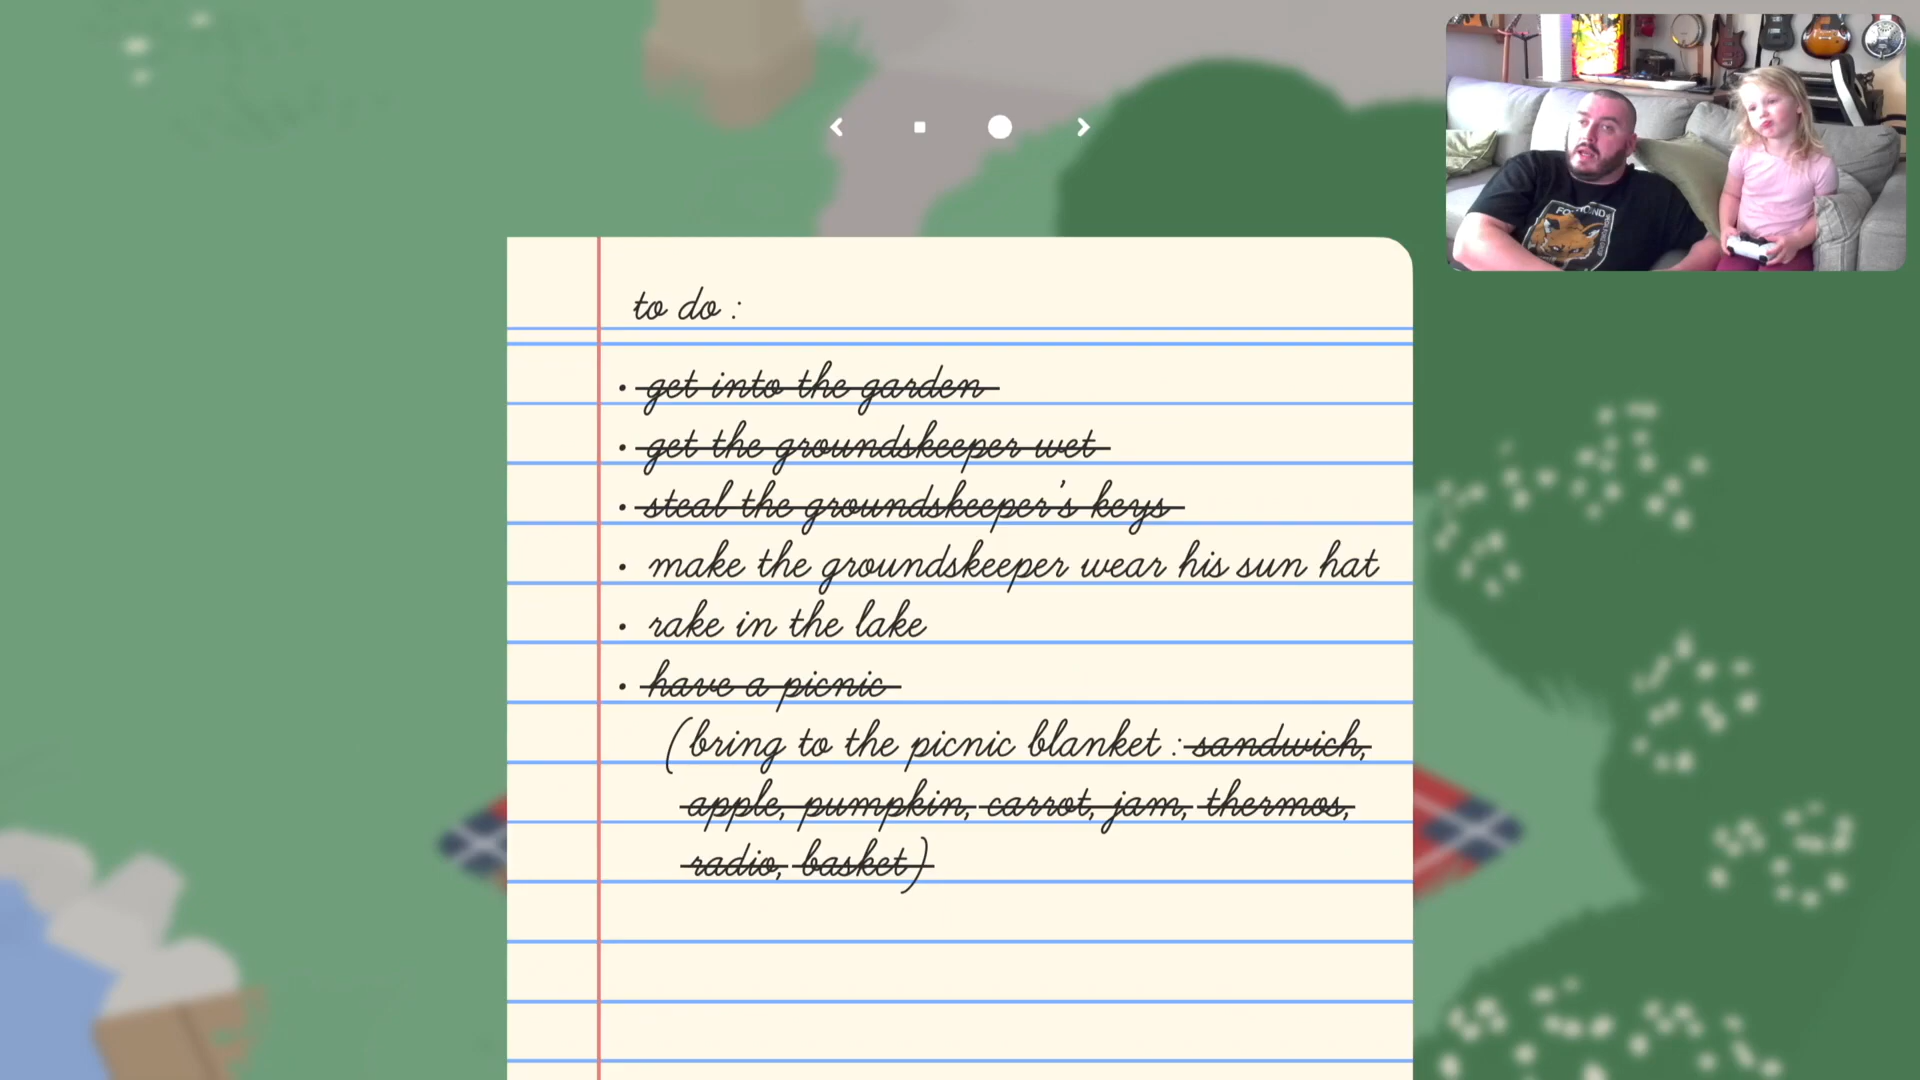 to do :
• get into the garden
• get the groundskeeper wet
• steal the groundskeeper's keys
• make the groundskeeper wear his sun hat
• rake in the lake
• have a picnic
(bring to the picnic blanket : sandwich,
apple, pumpkin, carrot, jam, thermos,
radio, basket)